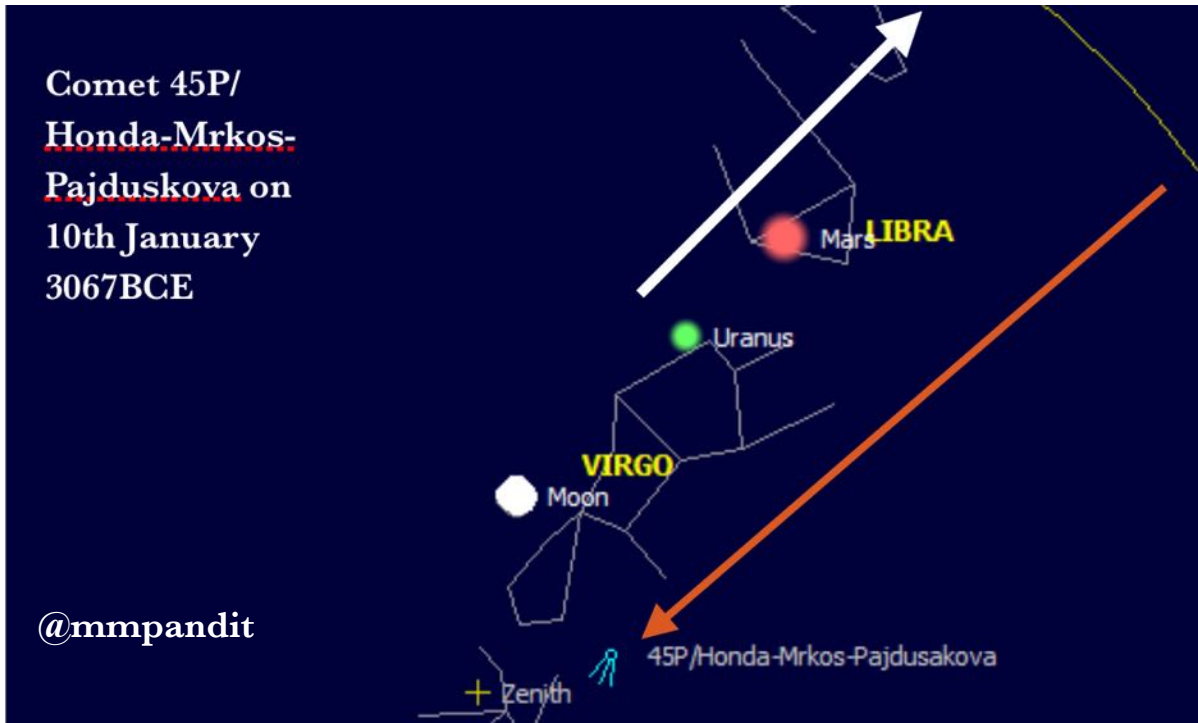 Comet 45P/
Honda-Mrkos-
Pajduskova on
10th January
3067BCE
Mars
LIBRA
Uranus
VIRGO
Moon
@mmpandit
45P/Honda-Mrkos-Pajdusakova
Zenith